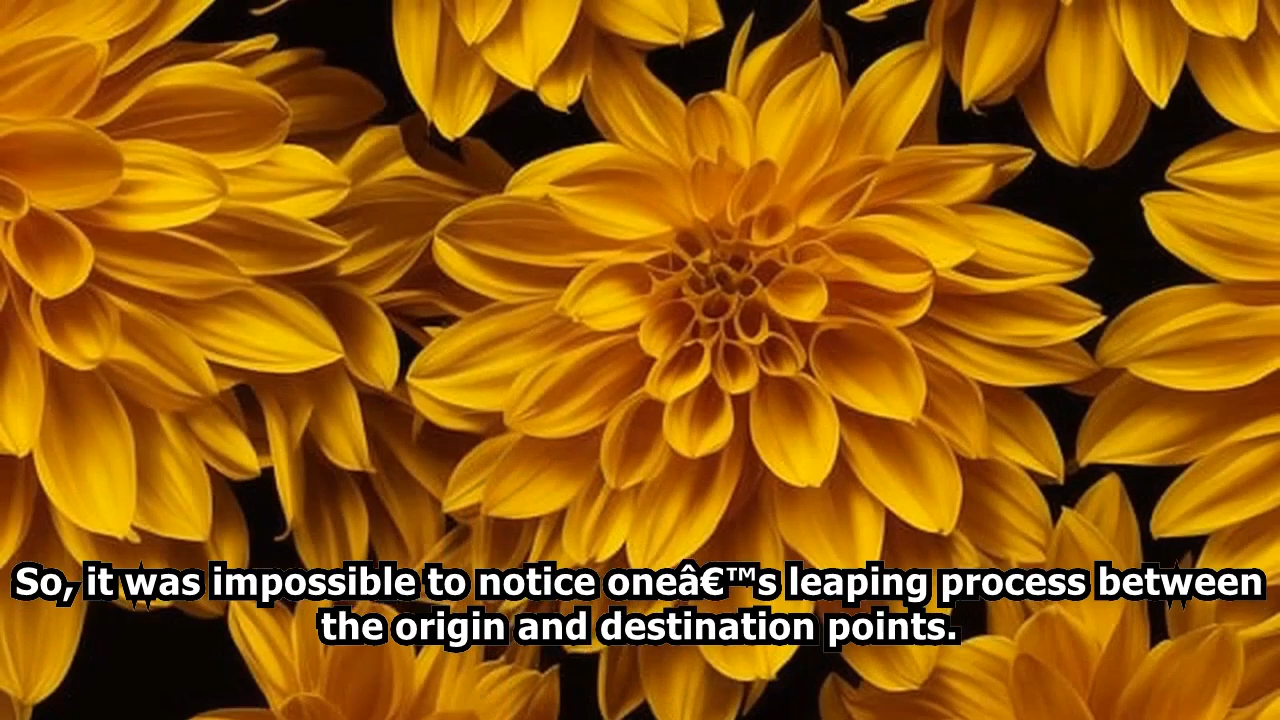 So, it was impossible to notice oneâ€™s leaping process between
the origin and destination points.